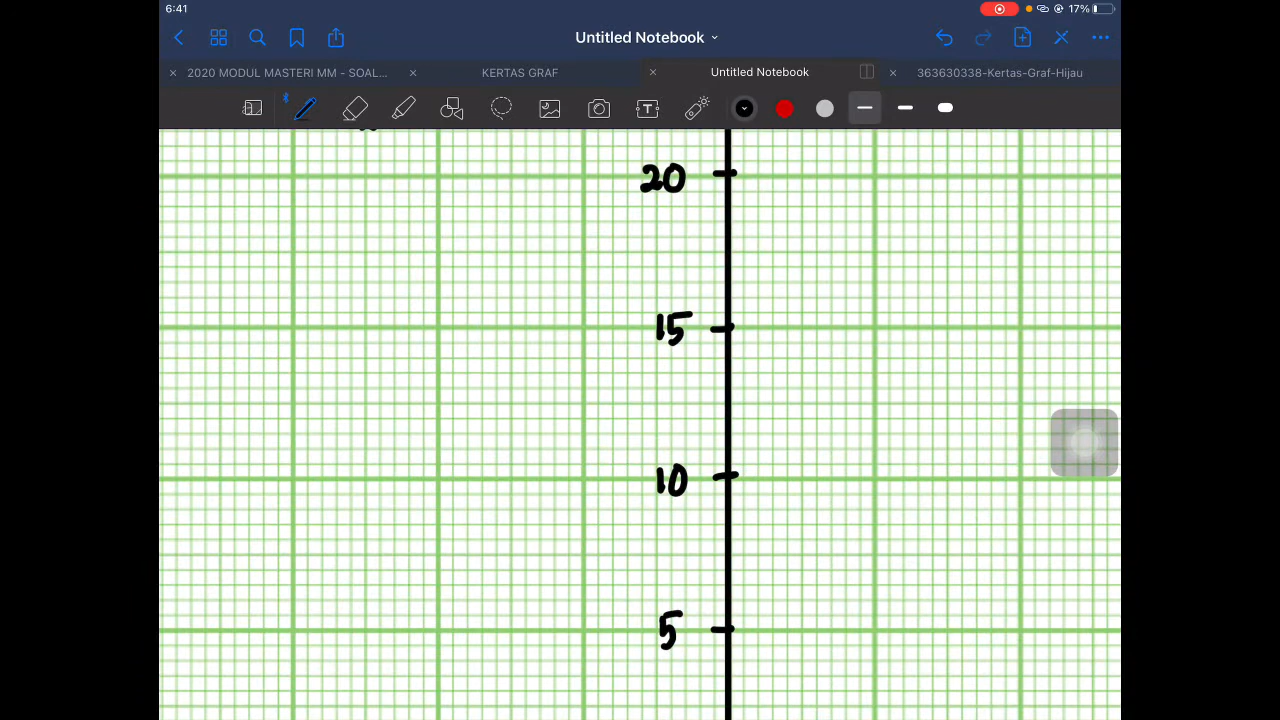 6:41
17%
Untitled Notebook
2020 MODUL MASTERI MM - SOAL...
KERTAS GRAF
Untitled Notebook
363630338-Kertas-Graf-Hijau
T
20
15
10
5